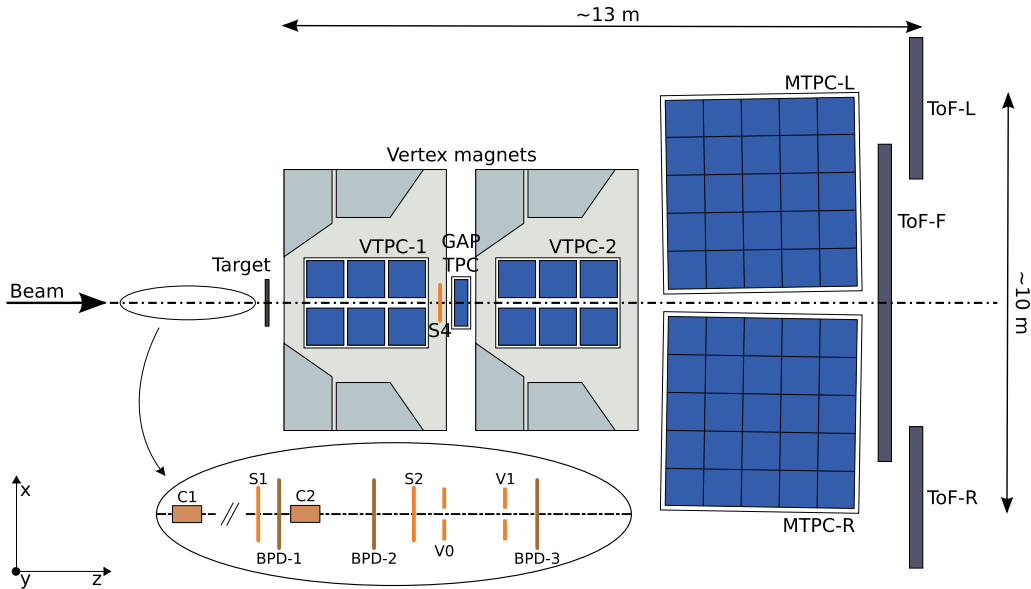 ~13 m
MTPC-L
ToF-L
Vertex magnets
ToF-F
VTPC-1
GAP
TPC
VTPC-2
Target
Beam
~10 m
S4
S1
S2
V1
C1
C2
ToF-R
MTPC-R
BPD-1
BPD-2
V0
BPD-3
x
y
z